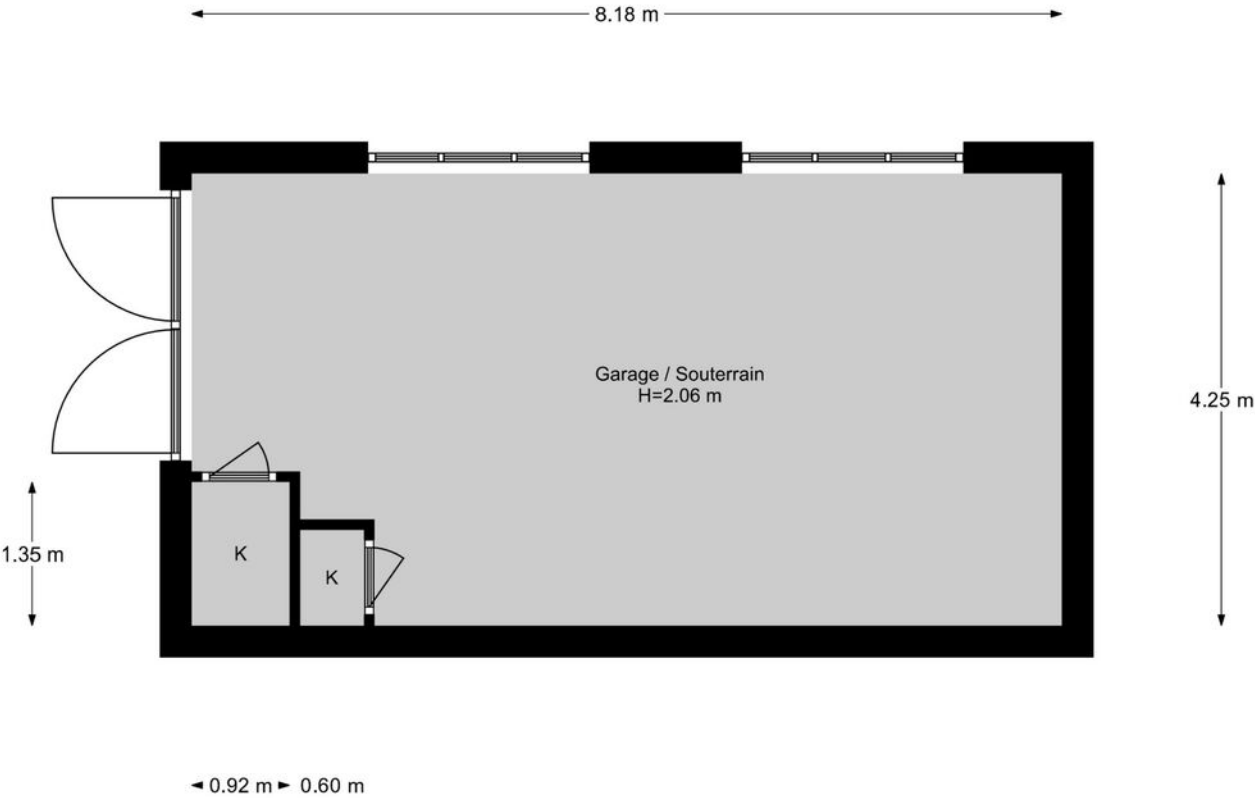 8.18 m
Garage / Souterrain
H=2.06 m
4.25 m
1.35 m
K
K
0.92 m
0.60 m